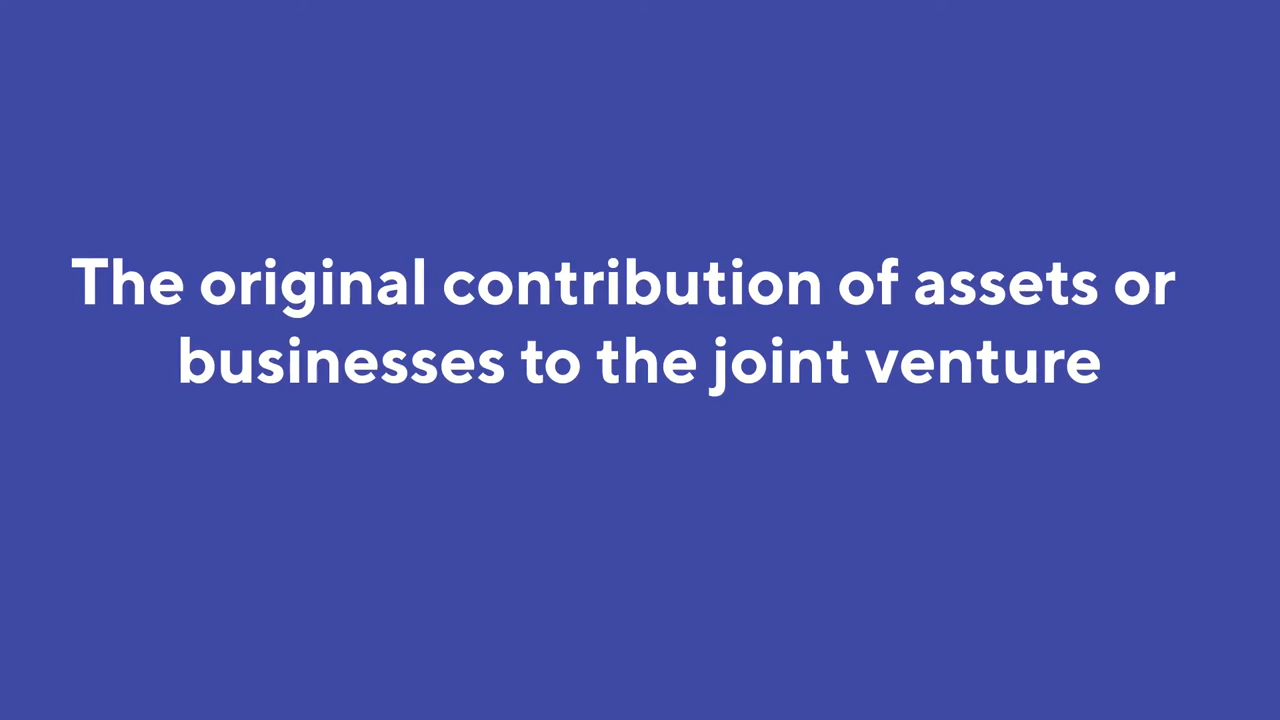 The original contribution of assets or
businesses to the joint venture